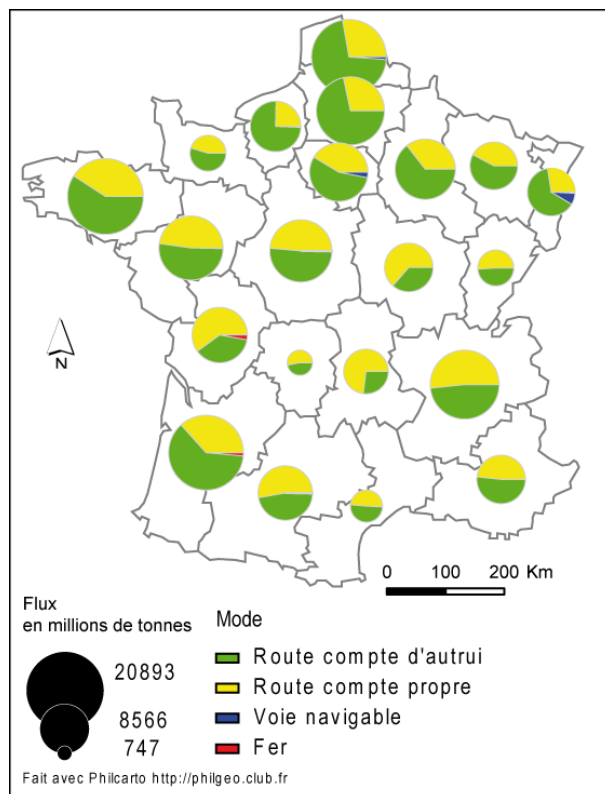 N
0 100 200 Km
Flux
en millions de tonnes
20893
8566
747
Mode
Route compte d'autrui
Route compte propre
Voie navigable
Fer
Fait avec Philcarto http://philgeo.club.fr